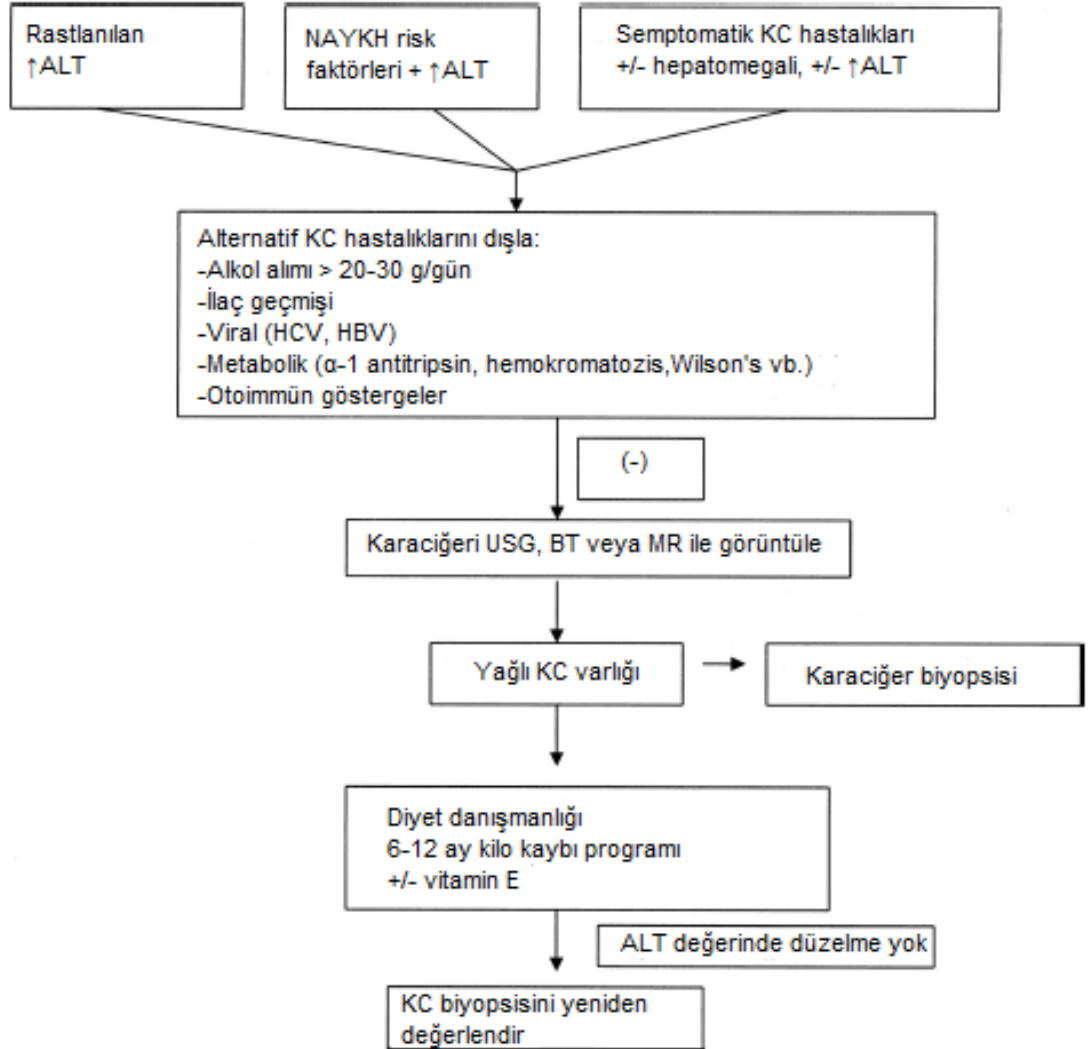 Rastlanılan
↑ALT
NAYKH risk
faktörleri + ↑ALT
Semptomatik KC hastalıkları
+/- hepatomegali, +/- ↑ALT
Alternatif KC hastalıklarını dışla:
-Alkol alımı > 20-30 g/gün
-İlaç geçmişi
-Viral (HCV, HBV)
-Metabolik (α-1 antitripsin, hemokromatozis,Wilson's vb.)
-Otoimmün göstergeler
(-)
Karaciğeri USG, BT veya MR ile görüntüle
Yağlı KC varlığı
Karaciğer biyopsisi
Diyet danışmanlığı
6-12 ay kilo kaybı programı
+/- vitamin E
ALT değerinde düzelme yok
KC biyopsisini yeniden
değerlendir